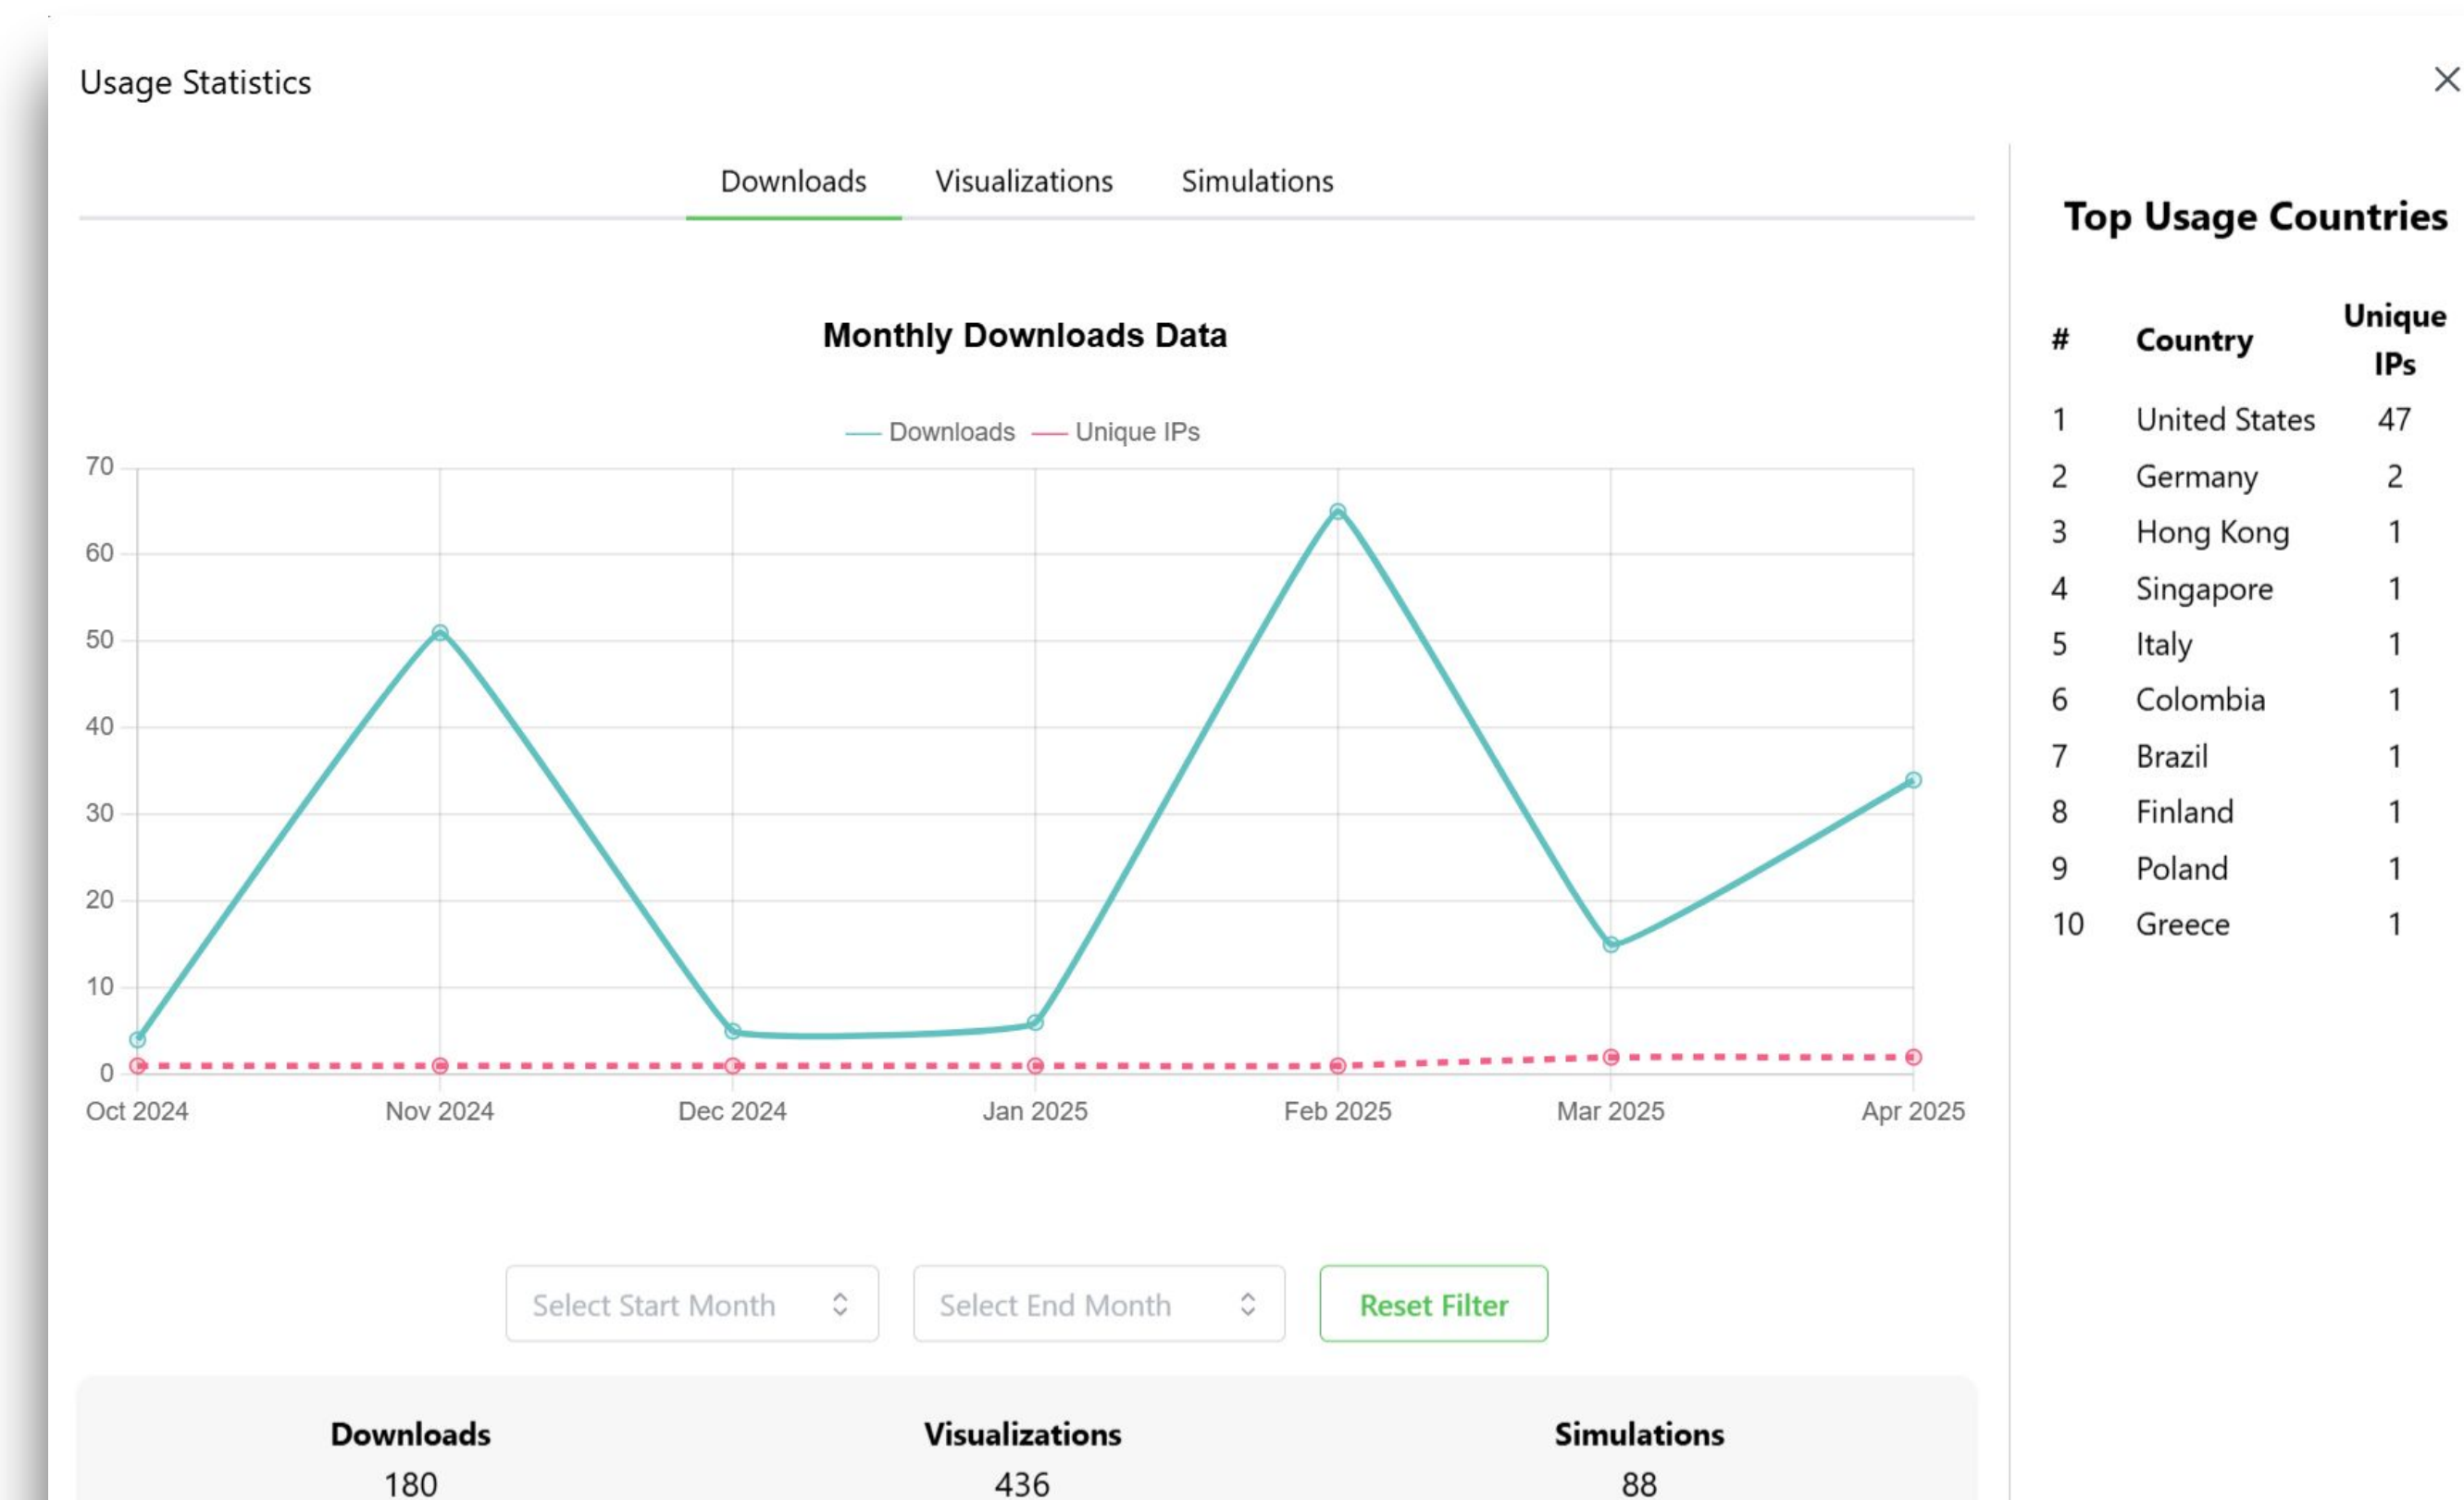 Usage Statistics
Downloads Visualizations Simulations
Monthly Downloads Data
Downloads Unique IPs
70
60
50
40
30
20
10
0
Oct 2024 Nov 2024 Dec 2024 Jan 2025 Feb 2025 Mar 2025 Apr 2025
Select Start Month Select End Month Reset Filter
Downloads Visualizations Simulations
180 436 88
Top Usage Countries
# Country Unique IPs
1 United States 47
2 Germany 2
3 Hong Kong 1
4 Singapore 1
5 Italy 1
6 Colombia 1
7 Brazil 1
8 Finland 1
9 Poland 1
10 Greece 1